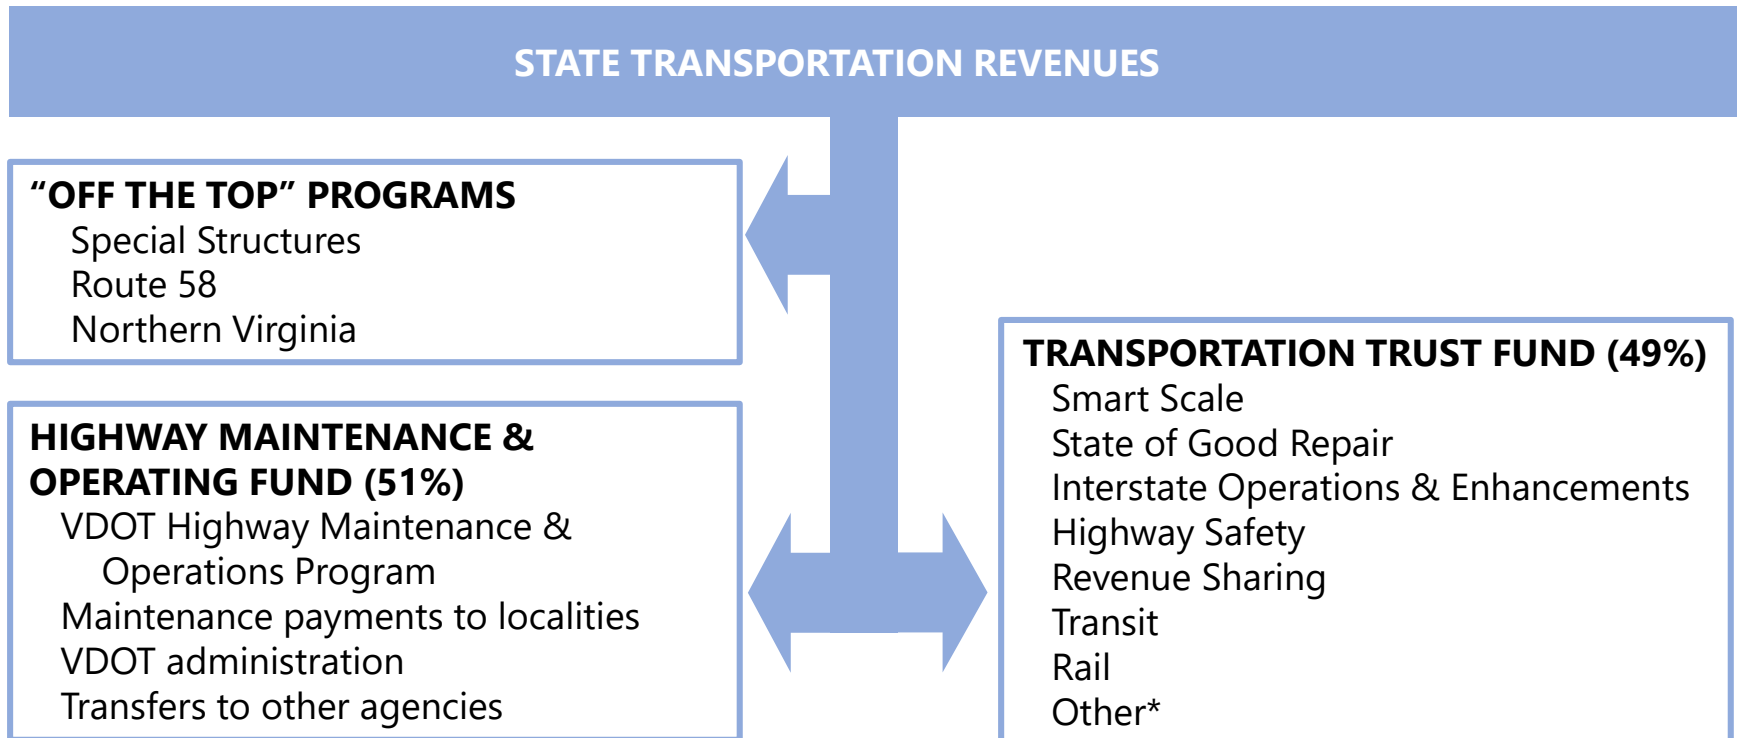 STATE TRANSPORTATION REVENUES
“OFF THE TOP” PROGRAMS
Special Structures
Route 58
Northern Virginia
HIGHWAY MAINTENANCE &
OPERATING FUND (51%)
VDOT Highway Maintenance &
Operations Program
Maintenance payments to localities
VDOT administration
Transfers to other agencies
TRANSPORTATION TRUST FUND (49%)
Smart Scale
State of Good Repair
Interstate Operations & Enhancements
Highway Safety
Revenue Sharing
Transit
Rail
Other*